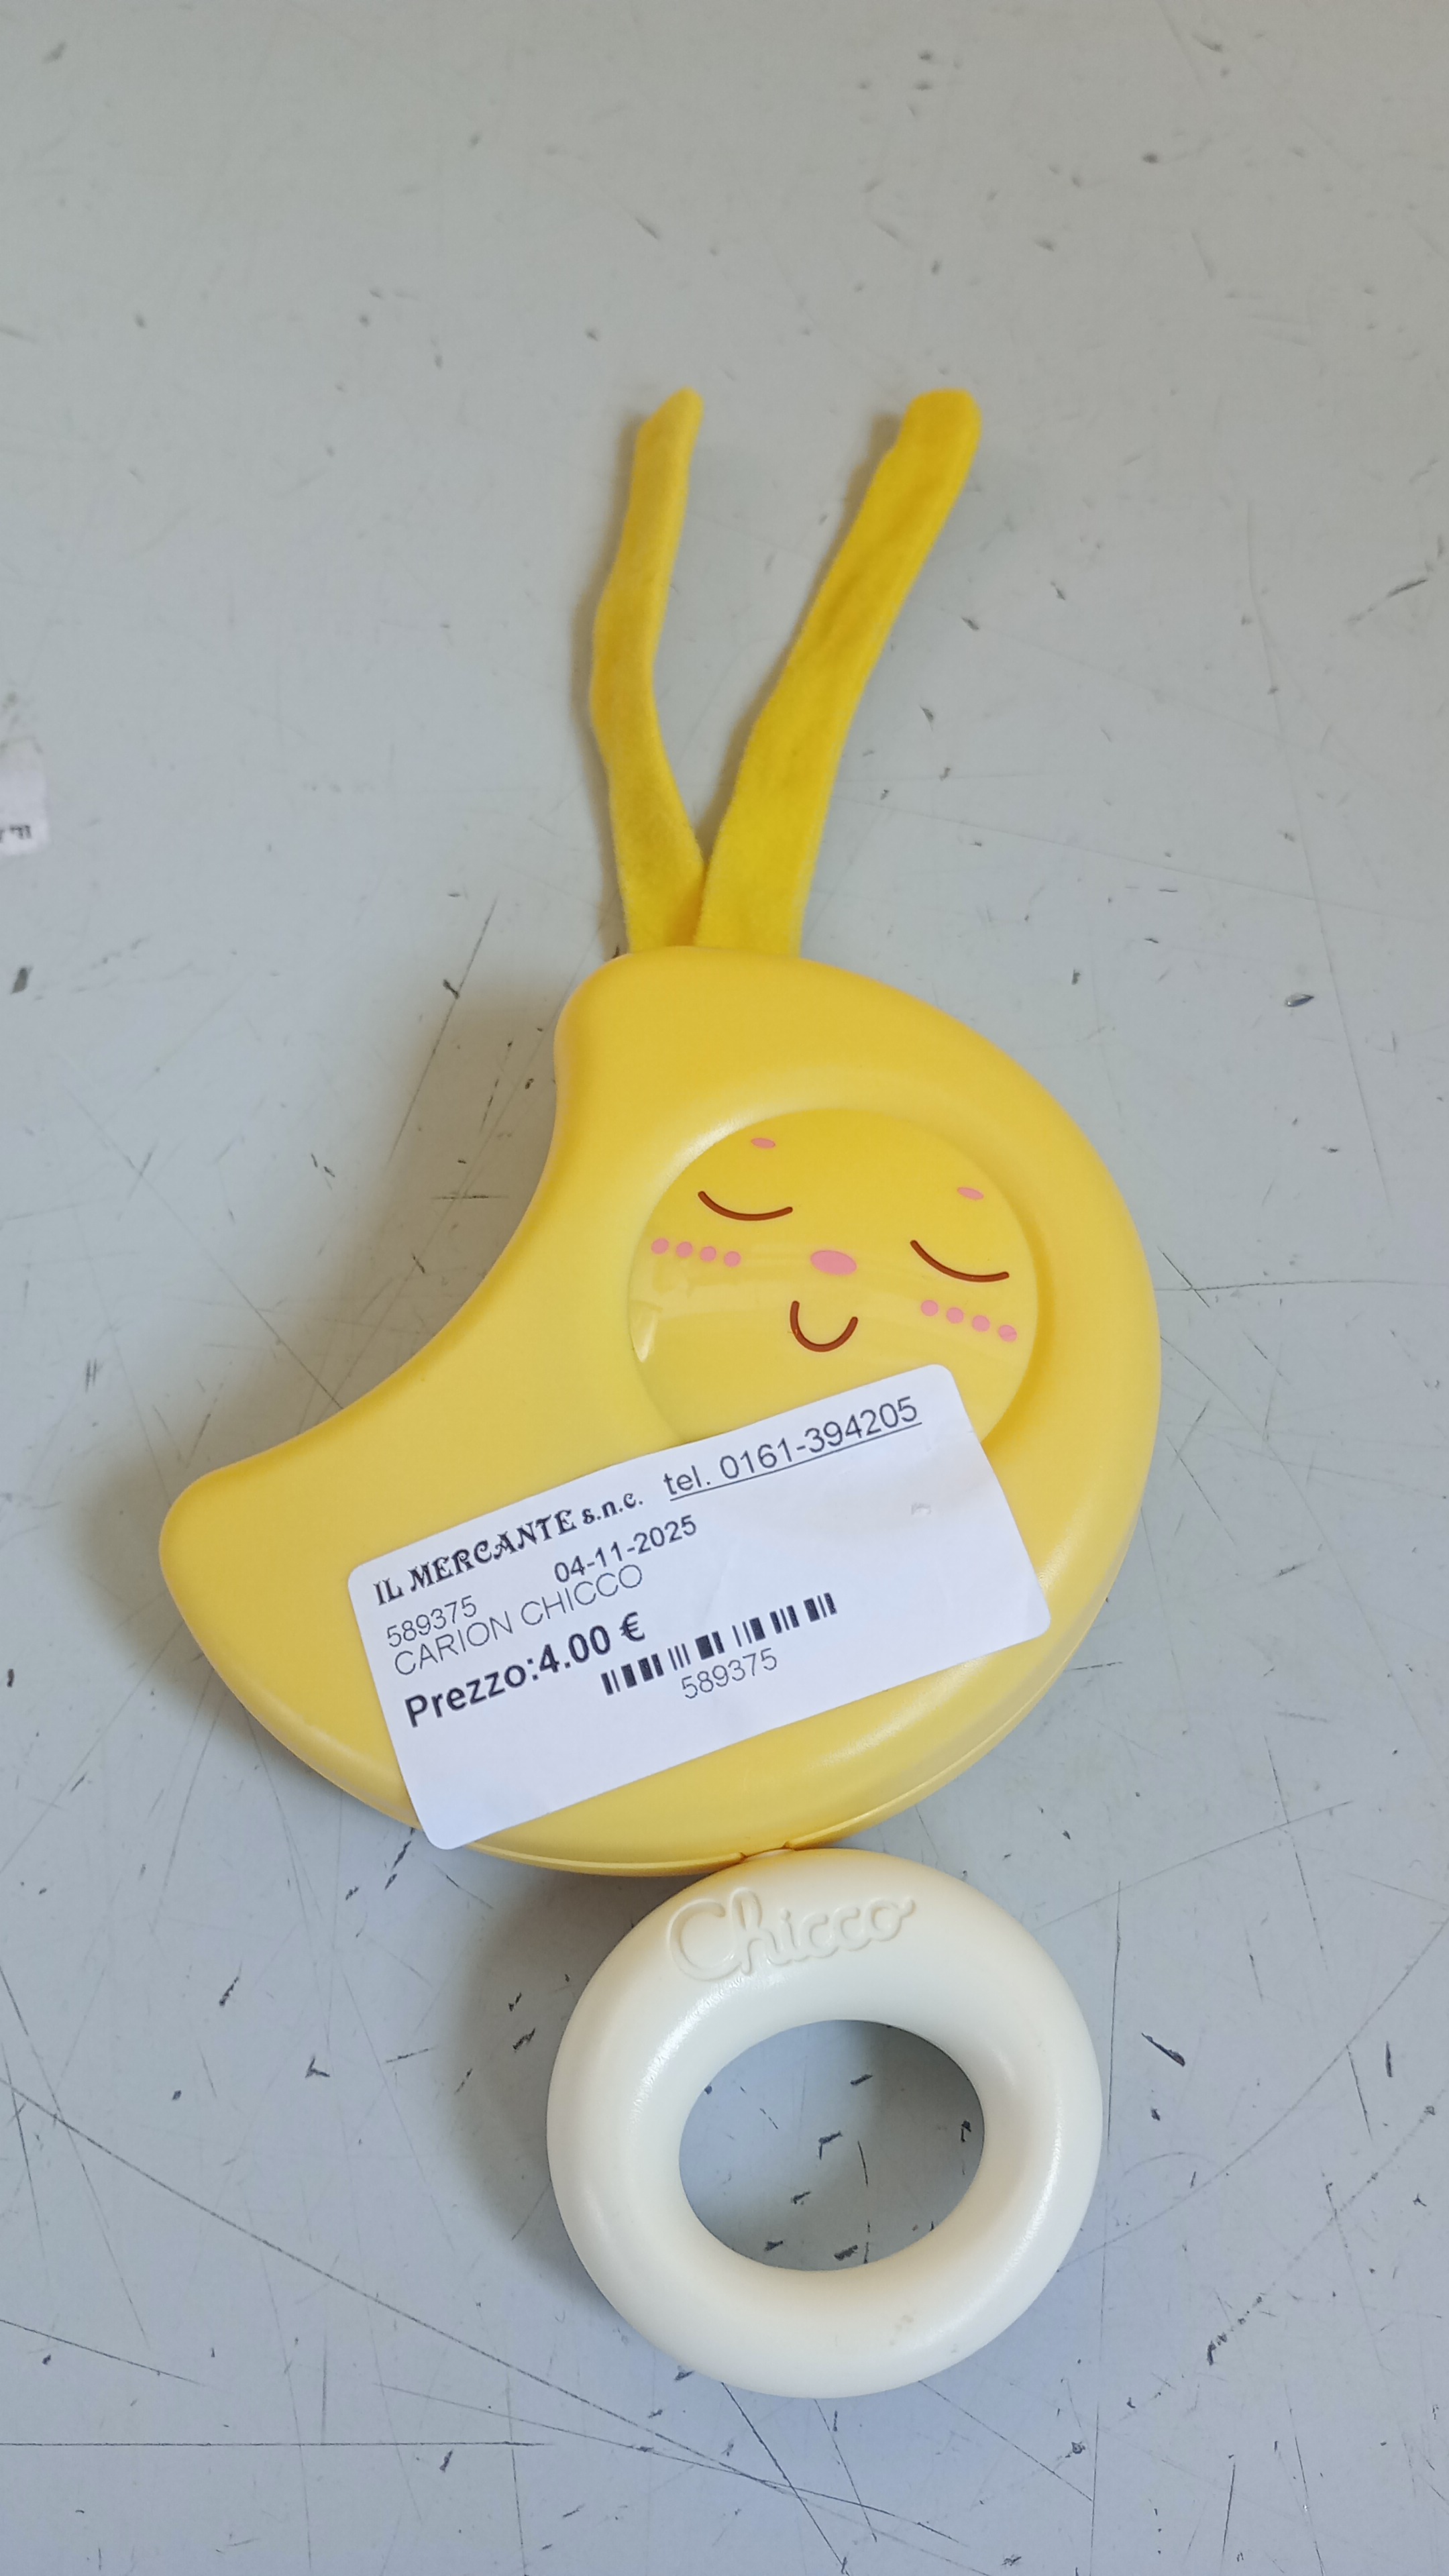 IL MERCANTE s.n.c. tel. 0161-394205
04-11-2025
589375
CARION CHICCO
Prezzo:4.00 €
589375
Chicco